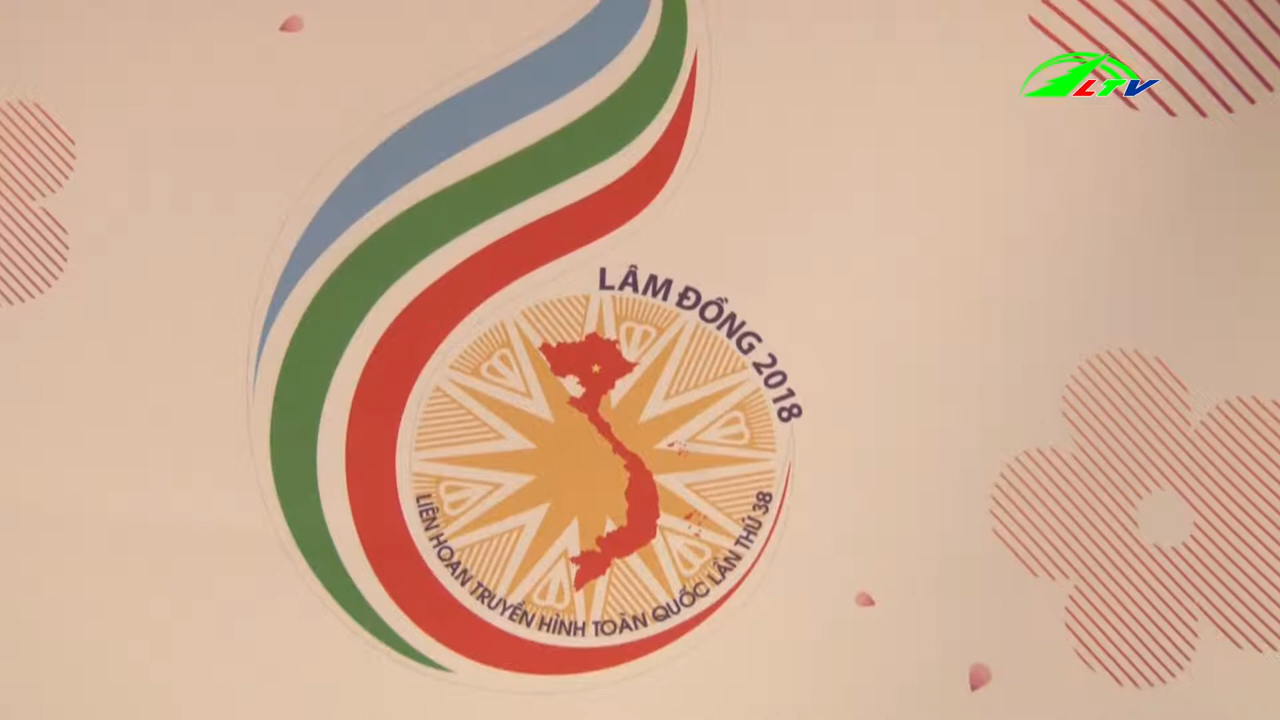 LTV
LÂM ĐỒNG 2018
LIÊN HOAN TRUYỀN HÌNH TOÀN QUỐC LẦN THỨ 38